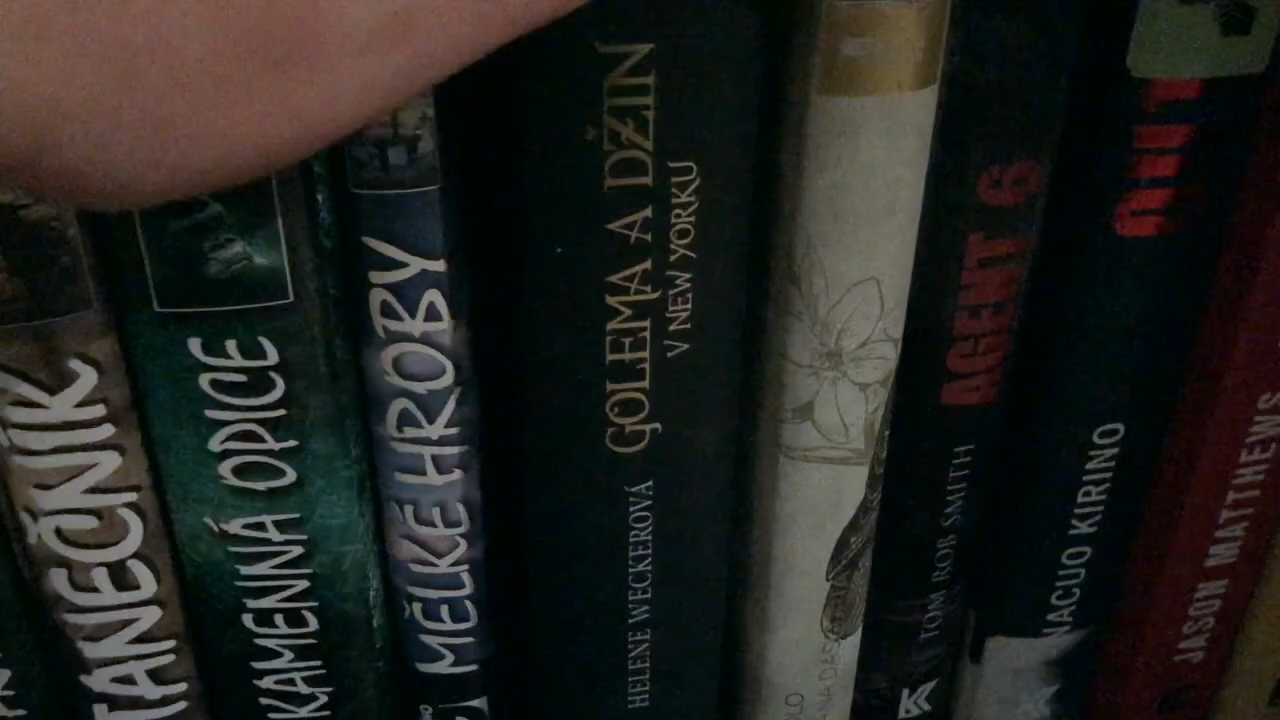 TANEČNÍK
KAMENNÁ OPICE
MĚLKÉ HROBY
GOLEMA A DŽIN
V NEW YORKU
HELENE WECKEROVÁ
AGENT 6
TOM ROB SMITH
OUT
NACUO KIRINO
JASON MATTHEWS